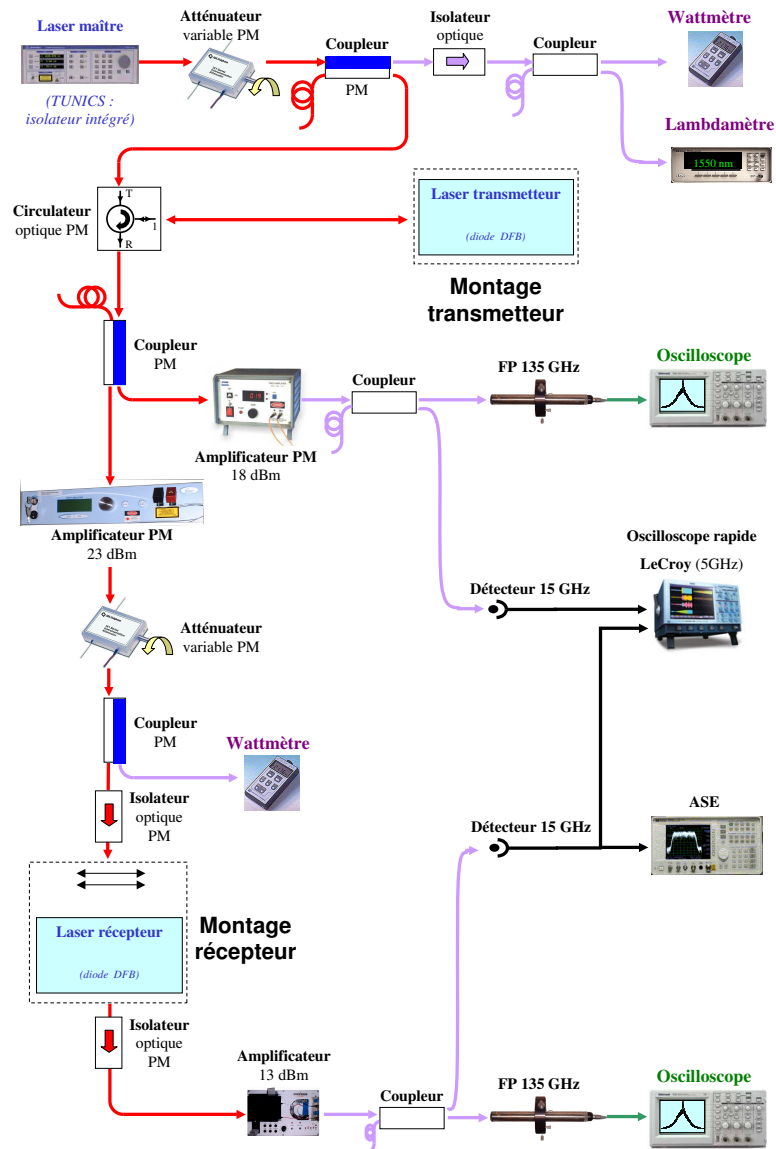 Laser maître
(TUNICS :
isolateur intégré)
Atténuateur
variable PM
Coupleur
PM
Isolateur
optique
Coupleur
Wattmètre
Lambdamètre
1550 nm
Circulateur
optique PM
T
1
R
Laser transmetteur
(diode DFB)
Montage
transmetteur
Coupleur
PM
Amplificateur PM
18 dBm
Coupleur
FP 135 GHz
Oscilloscope
Amplificateur PM
23 dBm
Oscilloscope rapide
LeCroy (5GHz)
Détecteur 15 GHz
Atténuateur
variable PM
Coupleur
PM
Wattmètre
Isolateur
optique
PM
Détecteur 15 GHz
ASE
Laser récepteur
(diode DFB)
Montage
récepteur
Isolateur
optique
PM
Amplificateur
13 dBm
Coupleur
FP 135 GHz
Oscilloscope